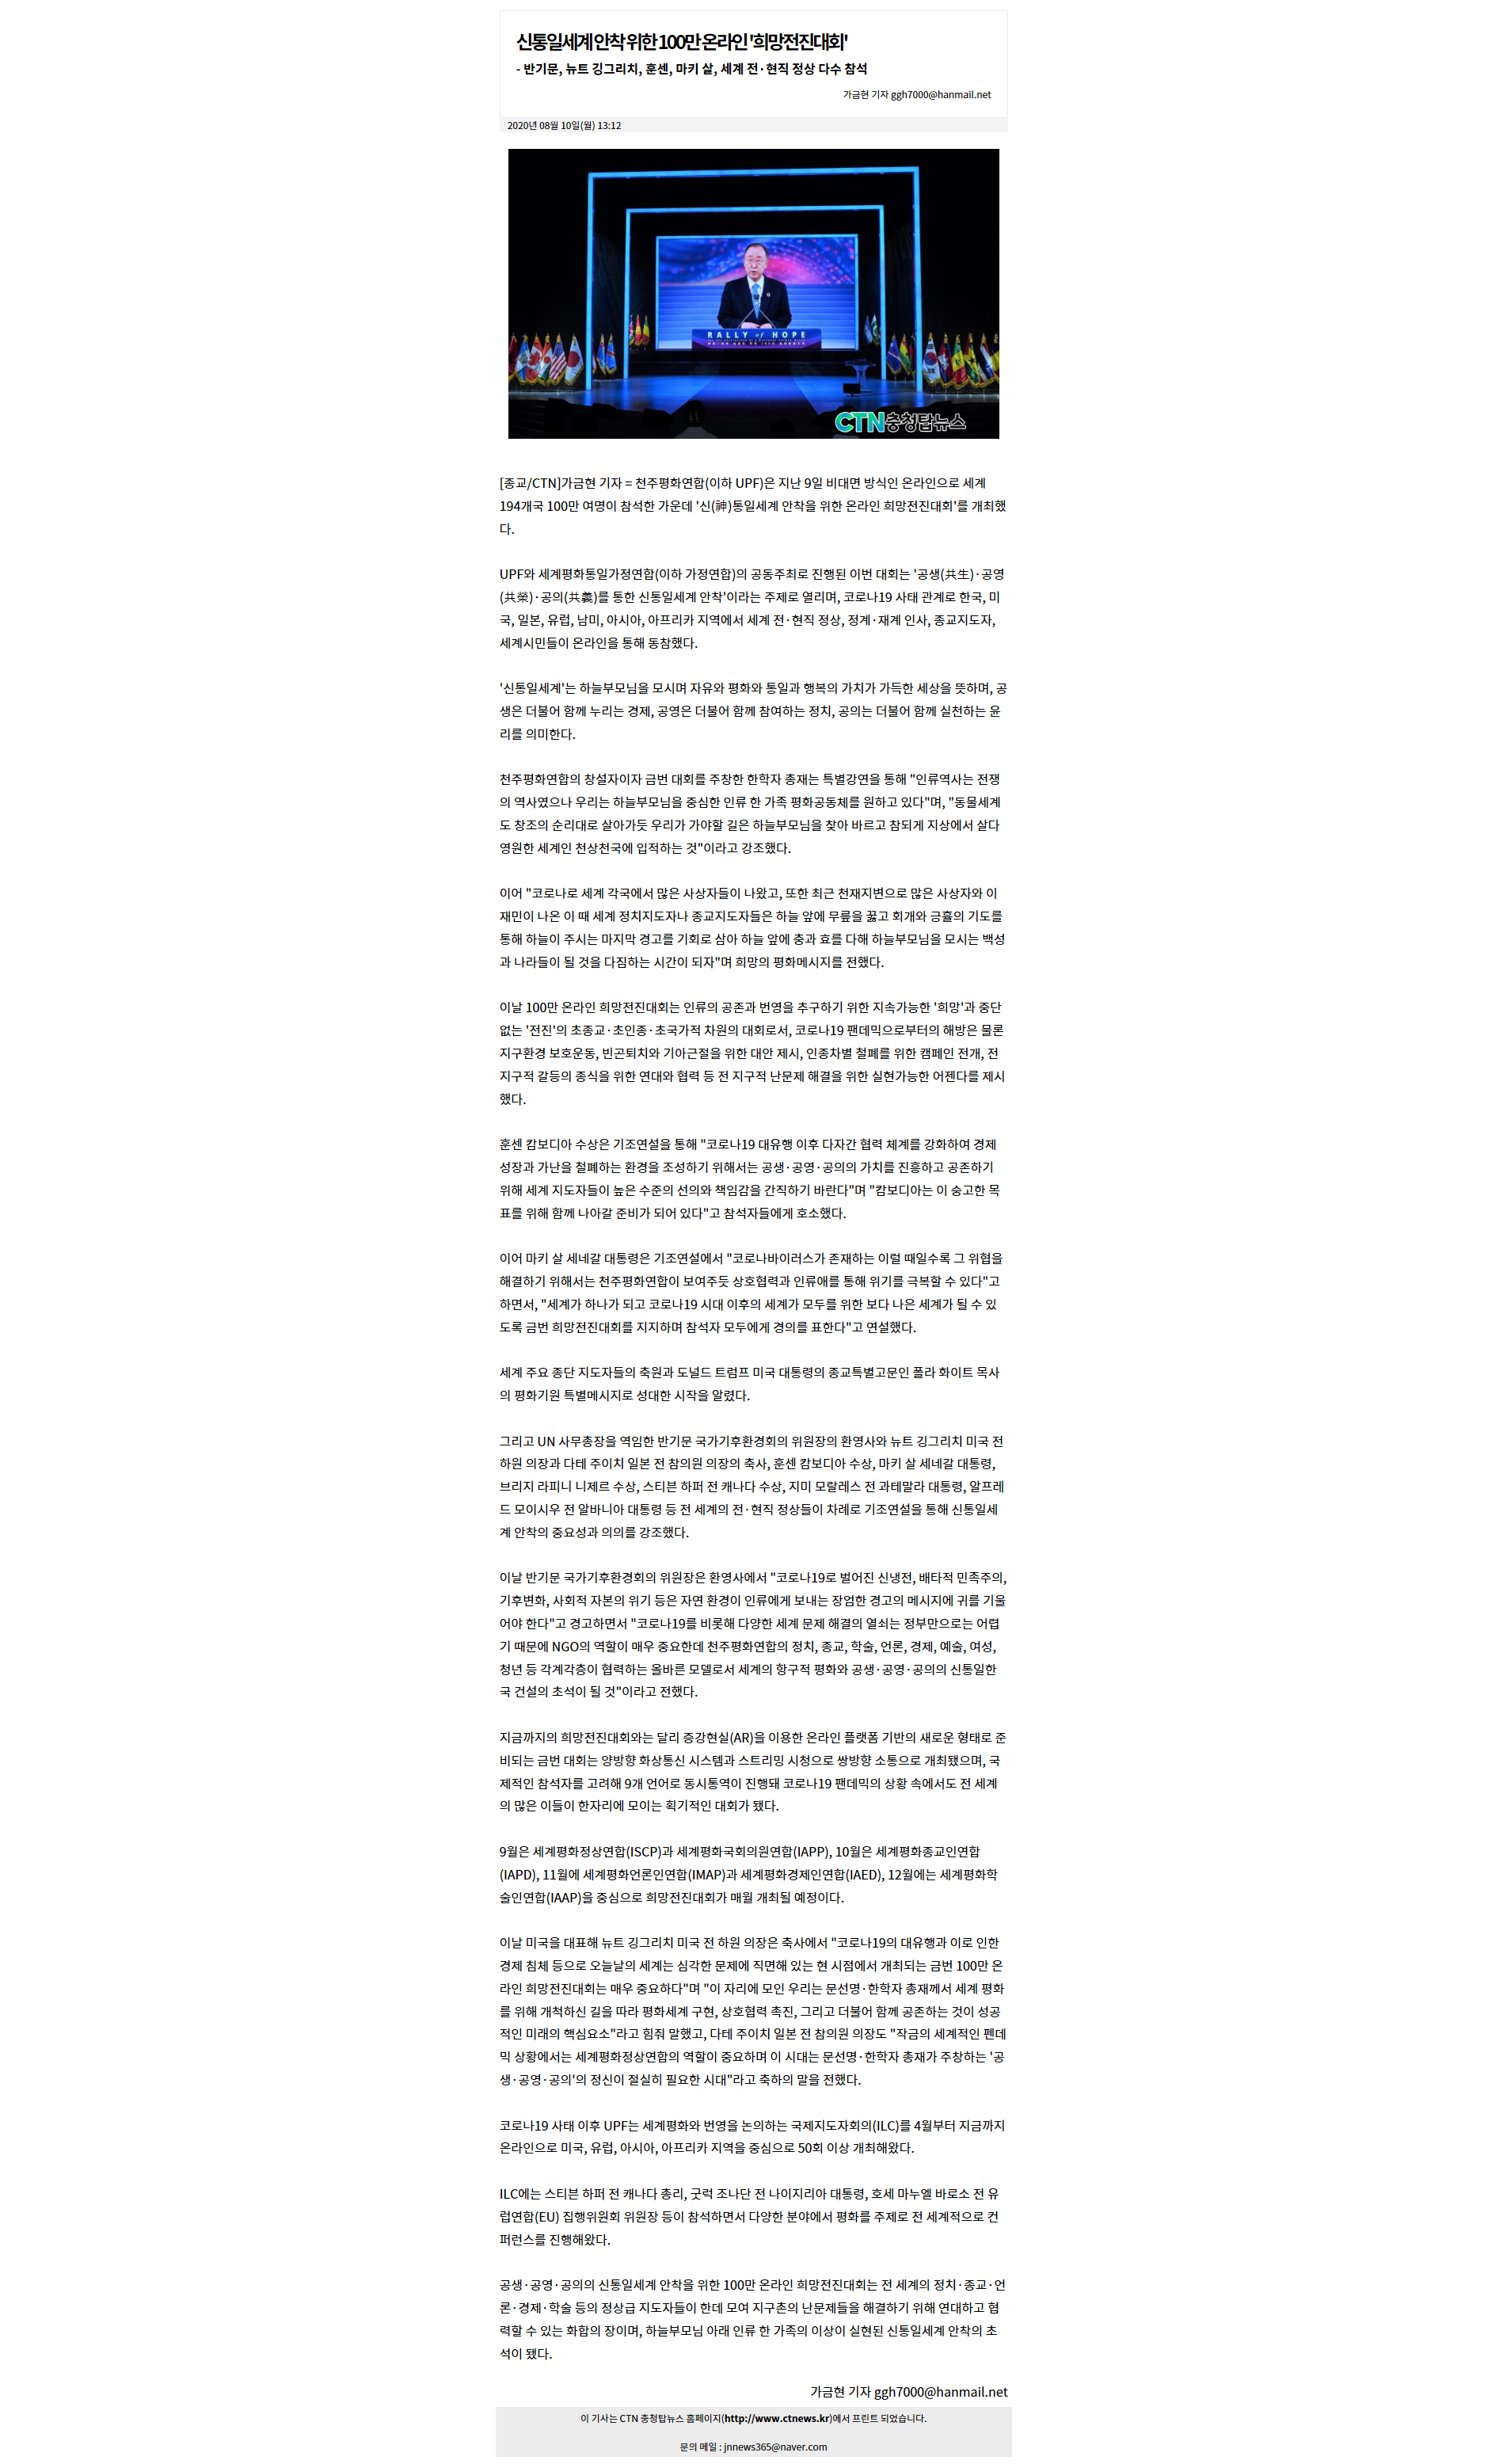 신통일세계 안착 위한 100만 온라인 '희망전진대회'
- 반기문, 뉴트 깅그리치, 훈센, 마키 살, 세계 전·현직 정상 다수 참석
가금현 기자 ggh7000@hanmail.net
2020년 08월 10일(월) 13:12
RALLY of HOPE
CTN충청탑뉴스
[종교/CTN]가금현 기자 = 천주평화연합(이하 UPF)은 지난 9일 비대면 방식인 온라인으로 세계
194개국 100만 여명이 참석한 가운데 '신(神)통일세계 안착을 위한 온라인 희망전진대회'를 개최했
다.
UPF와 세계평화통일가정연합(이하 가정연합)의 공동주최로 진행된 이번 대회는 '공생(共生)·공영
(共榮)·공의(共義)를 통한 신통일세계 안착'이라는 주제로 열리며, 코로나19 사태 관계로 한국, 미
국, 일본, 유럽, 남미, 아시아, 아프리카 지역에서 세계 전·현직 정상, 정계·재계 인사, 종교지도자,
세계시민들이 온라인을 통해 동참했다.
'신통일세계'는 하늘부모님을 모시며 자유와 평화와 통일과 행복의 가치가 가득한 세상을 뜻하며, 공
생은 더불어 함께 누리는 경제, 공영은 더불어 함께 참여하는 정치, 공의는 더불어 함께 실천하는 윤
리를 의미한다.
천주평화연합의 창설자이자 금번 대회를 주창한 한학자 총재는 특별강연을 통해 "인류역사는 전쟁
의 역사였으나 우리는 하늘부모님을 중심한 인류 한 가족 평화공동체를 원하고 있다"며, "동물세계
도 창조의 순리대로 살아가듯 우리가 가야할 길은 하늘부모님을 찾아 바르고 참되게 지상에서 살다
영원한 세계인 천상천국에 입적하는 것"이라고 강조했다.
이어 "코로나로 세계 각국에서 많은 사상자들이 나왔고, 또한 최근 천재지변으로 많은 사상자와 이
재민이 나온 이 때 세계 정치지도자나 종교지도자들은 하늘 앞에 무릎을 꿇고 회개와 긍휼의 기도를
통해 하늘이 주시는 마지막 경고를 기회로 삼아 하늘 앞에 충과 효를 다해 하늘부모님을 모시는 백성
과 나라들이 될 것을 다짐하는 시간이 되자"며 희망의 평화메시지를 전했다.
이날 100만 온라인 희망전진대회는 인류의 공존과 번영을 추구하기 위한 지속가능한 '희망'과 중단
없는 '전진'의 초종교·초인종·초국가적 차원의 대회로서, 코로나19 팬데믹으로부터의 해방은 물론
지구환경 보호운동, 빈곤퇴치와 기아근절을 위한 대안 제시, 인종차별 철폐를 위한 캠페인 전개, 전
지구적 갈등의 종식을 위한 연대와 협력 등 전 지구적 난문제 해결을 위한 실현가능한 어젠다를 제시
했다.
훈센 캄보디아 수상은 기조연설을 통해 "코로나19 대유행 이후 다자간 협력 체계를 강화하여 경제
성장과 가난을 철폐하는 환경을 조성하기 위해서는 공생·공영·공의의 가치를 진흥하고 공존하기
위해 세계 지도자들이 높은 수준의 선의와 책임감을 간직하기 바란다"며 "캄보디아는 이 숭고한 목
표를 위해 함께 나아갈 준비가 되어 있다"고 참석자들에게 호소했다.
이어 마키 살 세네갈 대통령은 기조연설에서 "코로나바이러스가 존재하는 이럴 때일수록 그 위협을
해결하기 위해서는 천주평화연합이 보여주듯 상호협력과 인류애를 통해 위기를 극복할 수 있다"고
하면서, "세계가 하나가 되고 코로나19 시대 이후의 세계가 모두를 위한 보다 나은 세계가 될 수 있
도록 금번 희망전진대회를 지지하며 참석자 모두에게 경의를 표한다"고 연설했다.
세계 주요 종단 지도자들의 축원과 도널드 트럼프 미국 대통령의 종교특별고문인 폴라 화이트 목사
의 평화기원 특별메시지로 성대한 시작을 알렸다.
그리고 UN 사무총장을 역임한 반기문 국가기후환경회의 위원장의 환영사와 뉴트 깅그리치 미국 전
하원 의장과 다테 주이치 일본 전 참의원 의장의 축사, 훈센 캄보디아 수상, 마키 살 세네갈 대통령,
브리지 라피니 니제르 수상, 스티븐 하퍼 전 캐나다 수상, 지미 모랄레스 전 과테말라 대통령, 알프레
드 모이시우 전 알바니아 대통령 등 전 세계의 전·현직 정상들이 차례로 기조연설을 통해 신통일세
계 안착의 중요성과 의의를 강조했다.
이날 반기문 국가기후환경회의 위원장은 환영사에서 "코로나19로 벌어진 신냉전, 배타적 민족주의,
기후변화, 사회적 자본의 위기 등은 자연 환경이 인류에게 보내는 장엄한 경고의 메시지에 귀를 기울
어야 한다"고 경고하면서 "코로나19를 비롯해 다양한 세계 문제 해결의 열쇠는 정부만으로는 어렵
기 때문에 NGO의 역할이 매우 중요한데 천주평화연합의 정치, 종교, 학술, 언론, 경제, 예술, 여성,
청년 등 각계각층이 협력하는 올바른 모델로서 세계의 항구적 평화와 공생·공영·공의의 신통일한
국 건설의 초석이 될 것"이라고 전했다.
지금까지의 희망전진대회와는 달리 증강현실(AR)을 이용한 온라인 플랫폼 기반의 새로운 형태로 준
비되는 금번 대회는 양방향 화상통신 시스템과 스트리밍 시청으로 쌍방향 소통으로 개최됐으며, 국
제적인 참석자를 고려해 9개 언어로 동시통역이 진행돼 코로나19 팬데믹의 상황 속에서도 전 세계
의 많은 이들이 한자리에 모이는 획기적인 대회가 됐다.
9월은 세계평화정상연합(ISCP)과 세계평화국회의원연합(IAPP), 10월은 세계평화종교인연합
(IAPD), 11월에 세계평화언론인연합(IMAP)과 세계평화경제인연합(IAED), 12월에는 세계평화학
술인연합(IAAP)을 중심으로 희망전진대회가 매월 개최될 예정이다.
이날 미국을 대표해 뉴트 깅그리치 미국 전 하원 의장은 축사에서 "코로나19의 대유행과 이로 인한
경제 침체 등으로 오늘날의 세계는 심각한 문제에 직면해 있는 현 시점에서 개최되는 금번 100만 온
라인 희망전진대회는 매우 중요하다"며 "이 자리에 모인 우리는 문선명·한학자 총재께서 세계 평화
를 위해 개척하신 길을 따라 평화세계 구현, 상호협력 촉진, 그리고 더불어 함께 공존하는 것이 성공
적인 미래의 핵심요소"라고 힘줘 말했고, 다테 주이치 일본 전 참의원 의장도 "작금의 세계적인 펜데
믹 상황에서는 세계평화정상연합의 역할이 중요하며 이 시대는 문선명·한학자 총재가 주창하는 '공
생·공영·공의'의 정신이 절실히 필요한 시대"라고 축하의 말을 전했다.
코로나19 사태 이후 UPF는 세계평화와 번영을 논의하는 국제지도자회의(ILC)를 4월부터 지금까지
온라인으로 미국, 유럽, 아시아, 아프리카 지역을 중심으로 50회 이상 개최해왔다.
ILC에는 스티븐 하퍼 전 캐나다 총리, 굿럭 조나단 전 나이지리아 대통령, 호세 마누엘 바로소 전 유
럽연합(EU) 집행위원회 위원장 등이 참석하면서 다양한 분야에서 평화를 주제로 전 세계적으로 컨
퍼런스를 진행해왔다.
공생·공영·공의의 신통일세계 안착을 위한 100만 온라인 희망전진대회는 전 세계의 정치·종교·언
론·경제·학술 등의 정상급 지도자들이 한데 모여 지구촌의 난문제들을 해결하기 위해 연대하고 협
력할 수 있는 화합의 장이며, 하늘부모님 아래 인류 한 가족의 이상이 실현된 신통일세계 안착의 초
석이 됐다.
가금현 기자 ggh7000@hanmail.net
이 기사는 CTN 충청탑뉴스 홈페이지(http://www.ctnews.kr)에서 프린트 되었습니다.
문의 메일 : jnnews365@naver.com